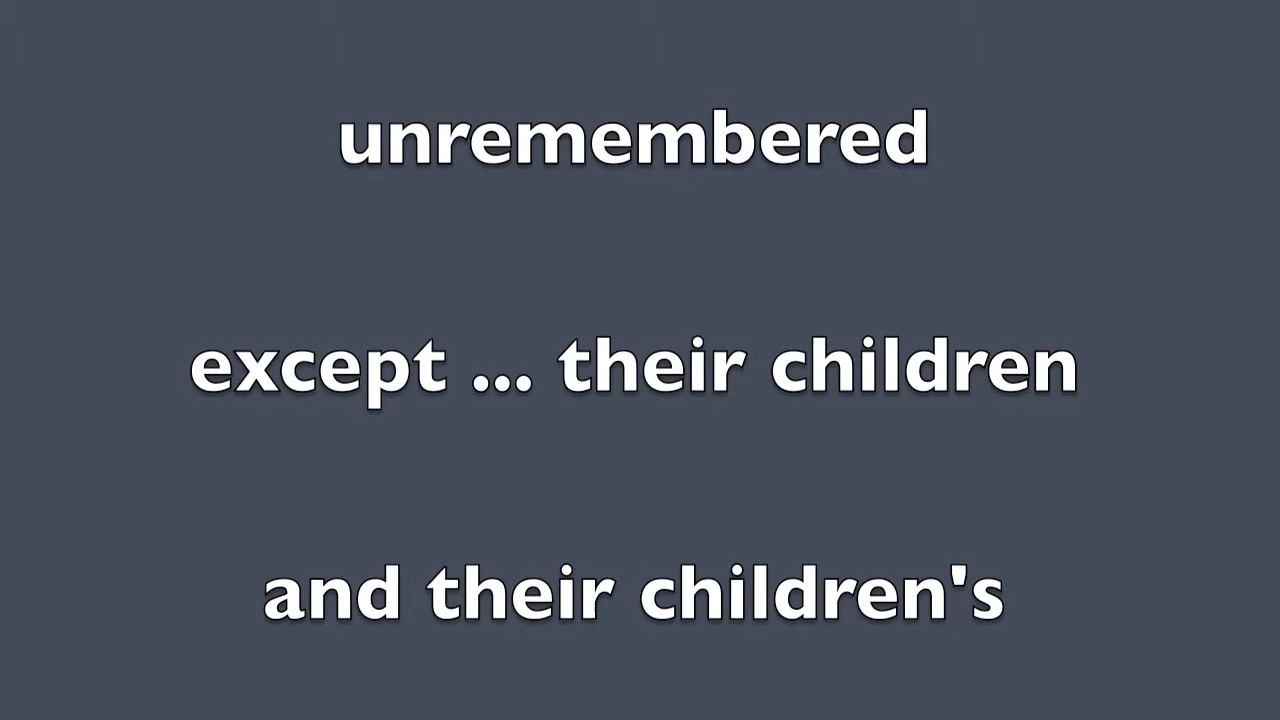 unremembered
except ... their children
and their children's